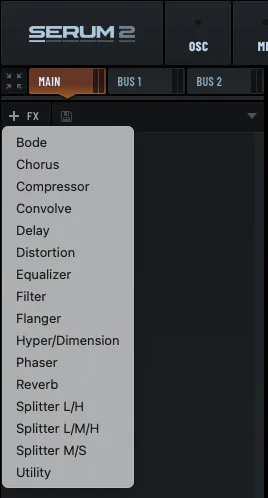 SERUM 2
OSC
MAIN
BUS 1
BUS 2
+ FX
Bode
Chorus
Compressor
Convolve
Delay
Distortion
Equalizer
Filter
Flanger
Hyper/Dimension
Phaser
Reverb
Splitter L/H
Splitter L/M/H
Splitter M/S
Utility